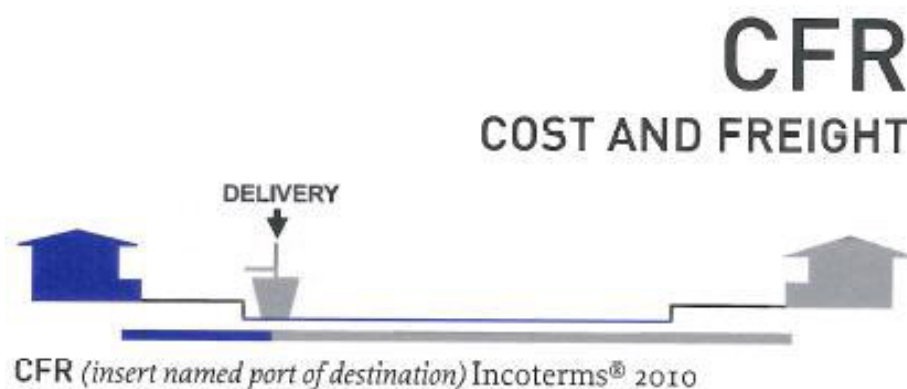 CFR
COST AND FREIGHT
DELIVERY
CFR (insert named port of destination) Incoterms® 2010